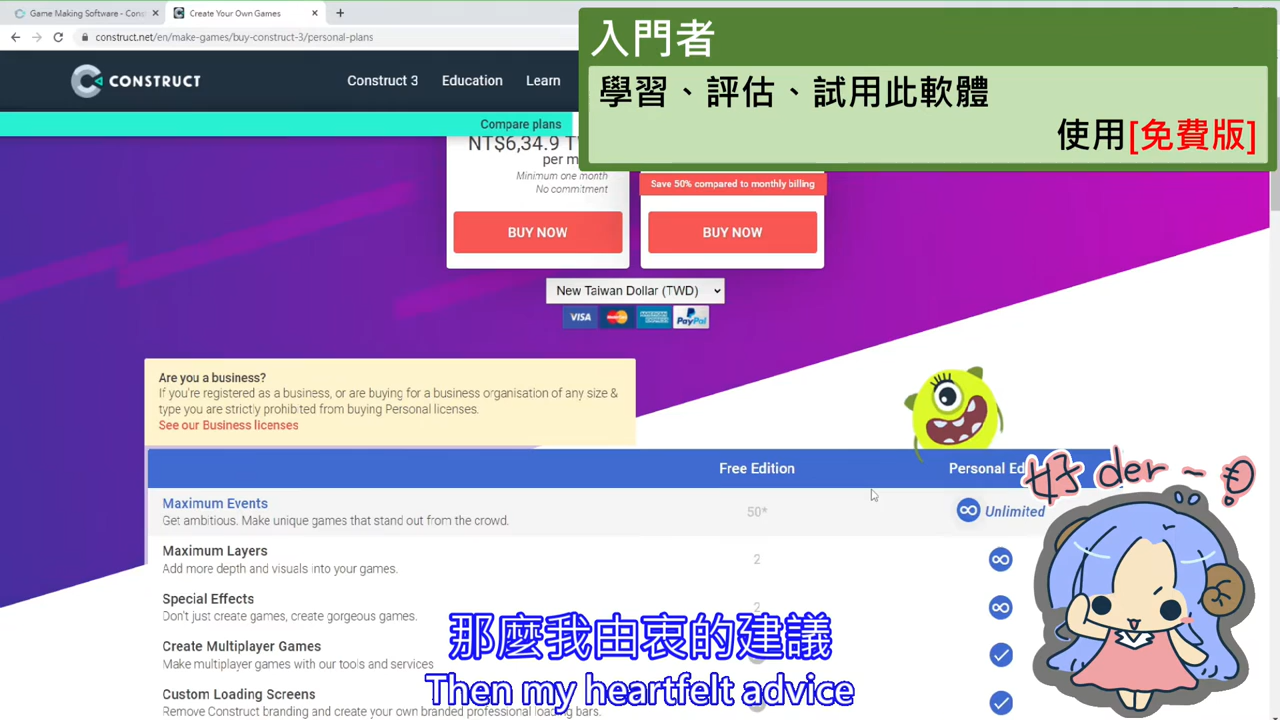 Game Making Software - Cons
Create Your Own Games
construct.net/en/make-games/buy-construct-3/personal-plans
入門者
學習、評估、試用此軟體
使用[免費版]
CONSTRUCT
Construct 3
Education
Learn
Compare plans
NT$6,34.9 T
per m
Minimum one month
No commitment
Save 50% compared to monthly billing
BUY NOW
BUY NOW
New Taiwan Dollar (TWD)
VISA
PayPal
Are you a business?
If you're registered as a business, or are buying for a business organisation of any size &
type you are strictly prohibited from buying Personal licenses.
See our Business licenses
Free Edition
Personal Ed
好der~
Maximum Events
Get ambitious. Make unique games that stand out from the crowd.
50*
Unlimited
Maximum Layers
Add more depth and visuals into your games.
2
Special Effects
Don't just create games, create gorgeous games.
2
Create Multiplayer Games
Make multiplayer games with our tools and services
Custom Loading Screens
Remove Construct branding and create your own branded professional loading bars.
那麼我由衷的建議
Then my heartfelt advice